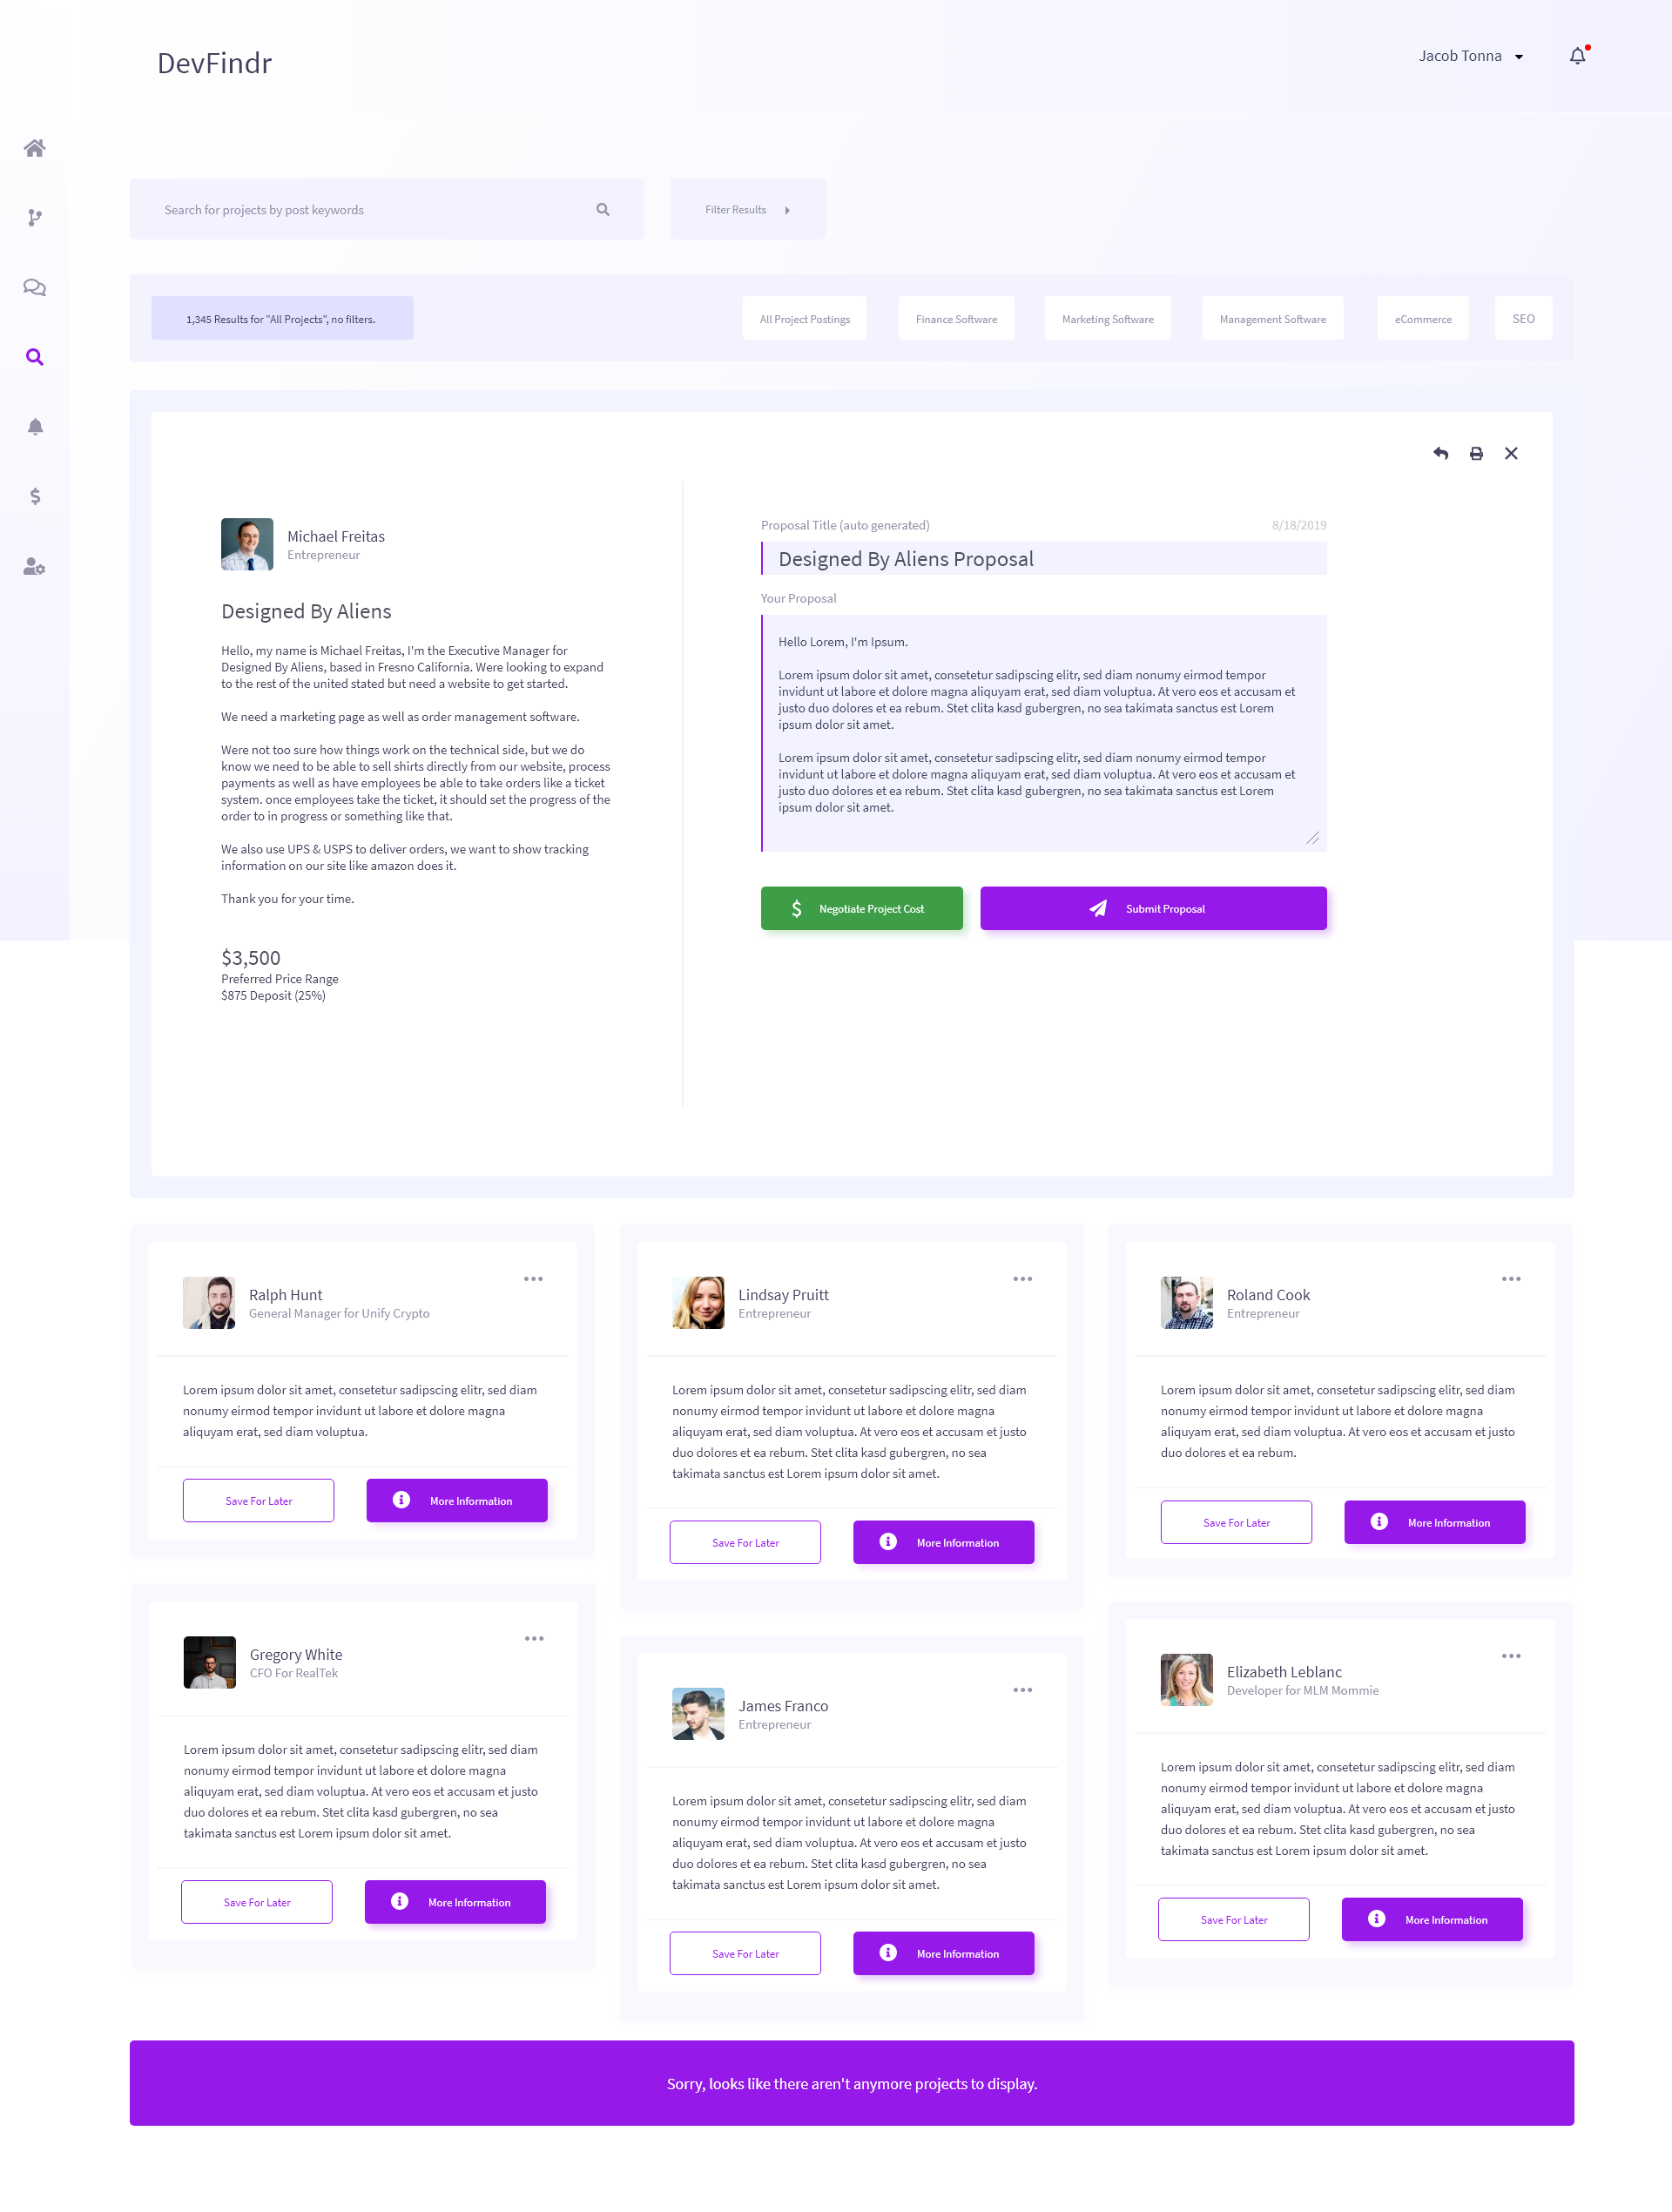 DevFindr
Jacob Tonna
Search for projects by post keywords
Filter Results
1,345 Results for "All Projects", no filters.
All Project Postings
Finance Software
Marketing Software
Management Software
eCommerce
SEO
Michael Freitas
Entrepreneur
Designed By Aliens
Hello, my name is Michael Freitas, I'm the Executive Manager for
Designed By Aliens, based in Fresno California. Were looking to expand
to the rest of the united stated but need a website to get started.
We need a marketing page as well as order management software.
Were not too sure how things work on the technical side, but we do
know we need to be able to sell shirts directly from our website, process
payments as well as have employees be able to take orders like a ticket
system. once employees take the ticket, it should set the progress of the
order to in progress or something like that.
We also use UPS & USPS to deliver orders, we want to show tracking
information on our site like amazon does it.
Thank you for your time.
$3,500
Preferred Price Range
$875 Deposit (25%)
Proposal Title (auto generated)
8/18/2019
Designed By Aliens Proposal
Your Proposal
Hello Lorem, I'm Ipsum.
Lorem ipsum dolor sit amet, consetetur sadipscing elitr, sed diam nonumy eirmod tempor
invidunt ut labore et dolore magna aliquyam erat, sed diam voluptua. At vero eos et accusam et
justo duo dolores et ea rebum. Stet clita kasd gubergren, no sea takimata sanctus est Lorem
ipsum dolor sit amet.
Lorem ipsum dolor sit amet, consetetur sadipscing elitr, sed diam nonumy eirmod tempor
invidunt ut labore et dolore magna aliquyam erat, sed diam voluptua. At vero eos et accusam et
justo duo dolores et ea rebum. Stet clita kasd gubergren, no sea takimata sanctus est Lorem
ipsum dolor sit amet.
Negotiate Project Cost
Submit Proposal
Ralph Hunt
General Manager for Unify Crypto
Lorem ipsum dolor sit amet, consetetur sadipscing elitr, sed diam
nonumy eirmod tempor invidunt ut labore et dolore magna
aliquyam erat, sed diam voluptua.
Save For Later
More Information
Lindsay Pruitt
Entrepreneur
Lorem ipsum dolor sit amet, consetetur sadipscing elitr, sed diam
nonumy eirmod tempor invidunt ut labore et dolore magna
aliquyam erat, sed diam voluptua. At vero eos et accusam et justo
duo dolores et ea rebum. Stet clita kasd gubergren, no sea
takimata sanctus est Lorem ipsum dolor sit amet.
Save For Later
More Information
Roland Cook
Entrepreneur
Lorem ipsum dolor sit amet, consetetur sadipscing elitr, sed diam
nonumy eirmod tempor invidunt ut labore et dolore magna
aliquyam erat, sed diam voluptua. At vero eos et accusam et justo
duo dolores et ea rebum.
Save For Later
More Information
Gregory White
CFO For RealTek
Lorem ipsum dolor sit amet, consetetur sadipscing elitr, sed diam
nonumy eirmod tempor invidunt ut labore et dolore magna
aliquyam erat, sed diam voluptua. At vero eos et accusam et justo
duo dolores et ea rebum. Stet clita kasd gubergren, no sea
takimata sanctus est Lorem ipsum dolor sit amet.
Save For Later
More Information
James Franco
Entrepreneur
Lorem ipsum dolor sit amet, consetetur sadipscing elitr, sed diam
nonumy eirmod tempor invidunt ut labore et dolore magna
aliquyam erat, sed diam voluptua. At vero eos et accusam et justo
duo dolores et ea rebum. Stet clita kasd gubergren, no sea
takimata sanctus est Lorem ipsum dolor sit amet.
Save For Later
More Information
Elizabeth Leblanc
Developer for MLM Mommie
Lorem ipsum dolor sit amet, consetetur sadipscing elitr, sed diam
nonumy eirmod tempor invidunt ut labore et dolore magna
aliquyam erat, sed diam voluptua. At vero eos et accusam et justo
duo dolores et ea rebum. Stet clita kasd gubergren, no sea
takimata sanctus est Lorem ipsum dolor sit amet.
Save For Later
More Information
Sorry, looks like there aren't anymore projects to display.